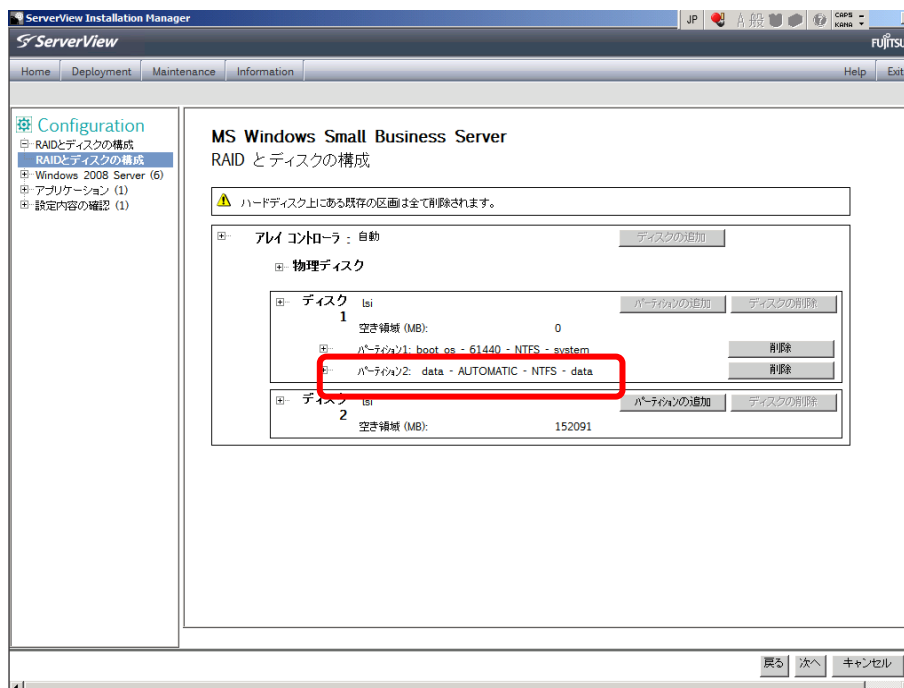 ServerView Installation Manager
JP A 般 CAPS KANA
ServerView FUJITSU
Home Deployment Maintenance Information Help Exit
Configuration
RAIDとディスクの構成
RAIDとディスクの構成
Windows 2008 Server (6)
アプリケーション (1)
設定内容の確認 (1)
MS Windows Small Business Server
RAID とディスクの構成
ハードディスク上にある既存の区画は全て削除されます。
アレイ コントローラ : 自動 ディスクの追加
物理ディスク
ディスク 1 lsi パーティションの追加 ディスクの削除
空き領域 (MB): 0
パーティション1: boot os - 61440 - NTFS - system 削除
パーティション2: data - AUTOMATIC - NTFS - data 削除
ディスク 2 lsi パーティションの追加 ディスクの削除
空き領域 (MB): 152091
戻る 次へ キャンセル